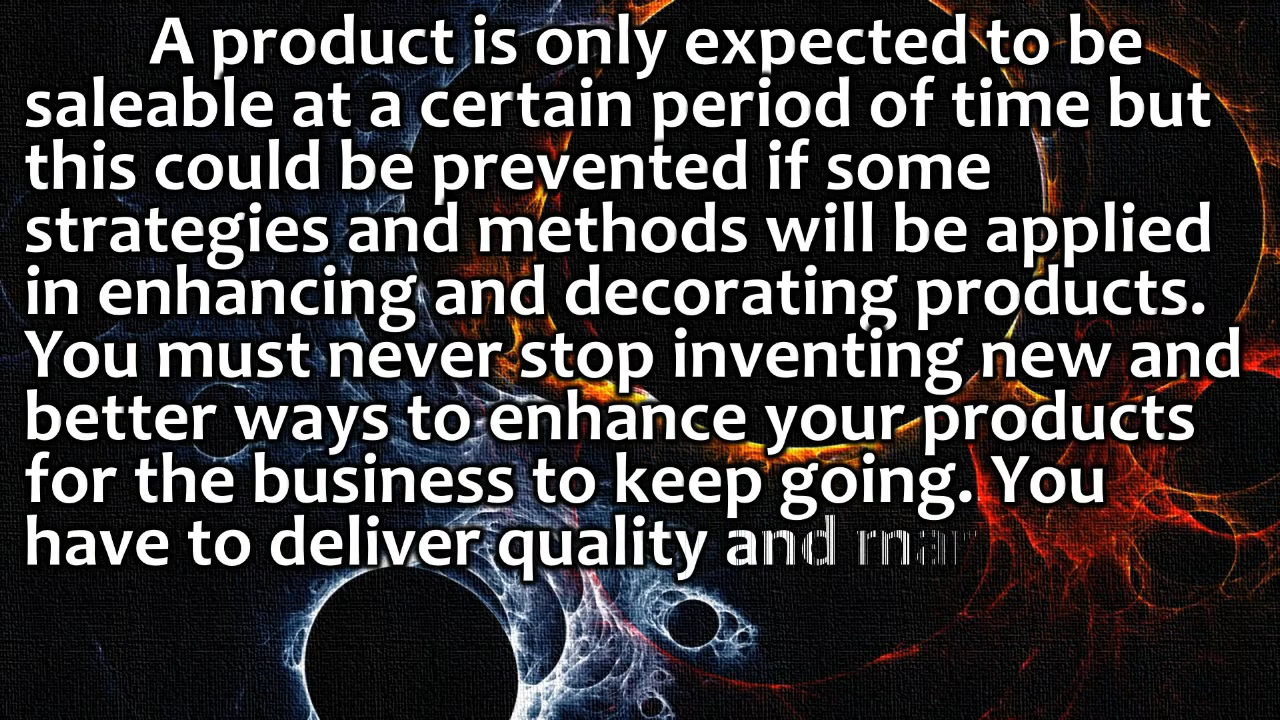 A product is only expected to be
saleable at a certain period of time but
this could be prevented if some
strategies and methods will be applied
in enhancing and decorating products.
You must never stop inventing new and
better ways to enhance your products
for the business to keep going. You
have to deliver quality and